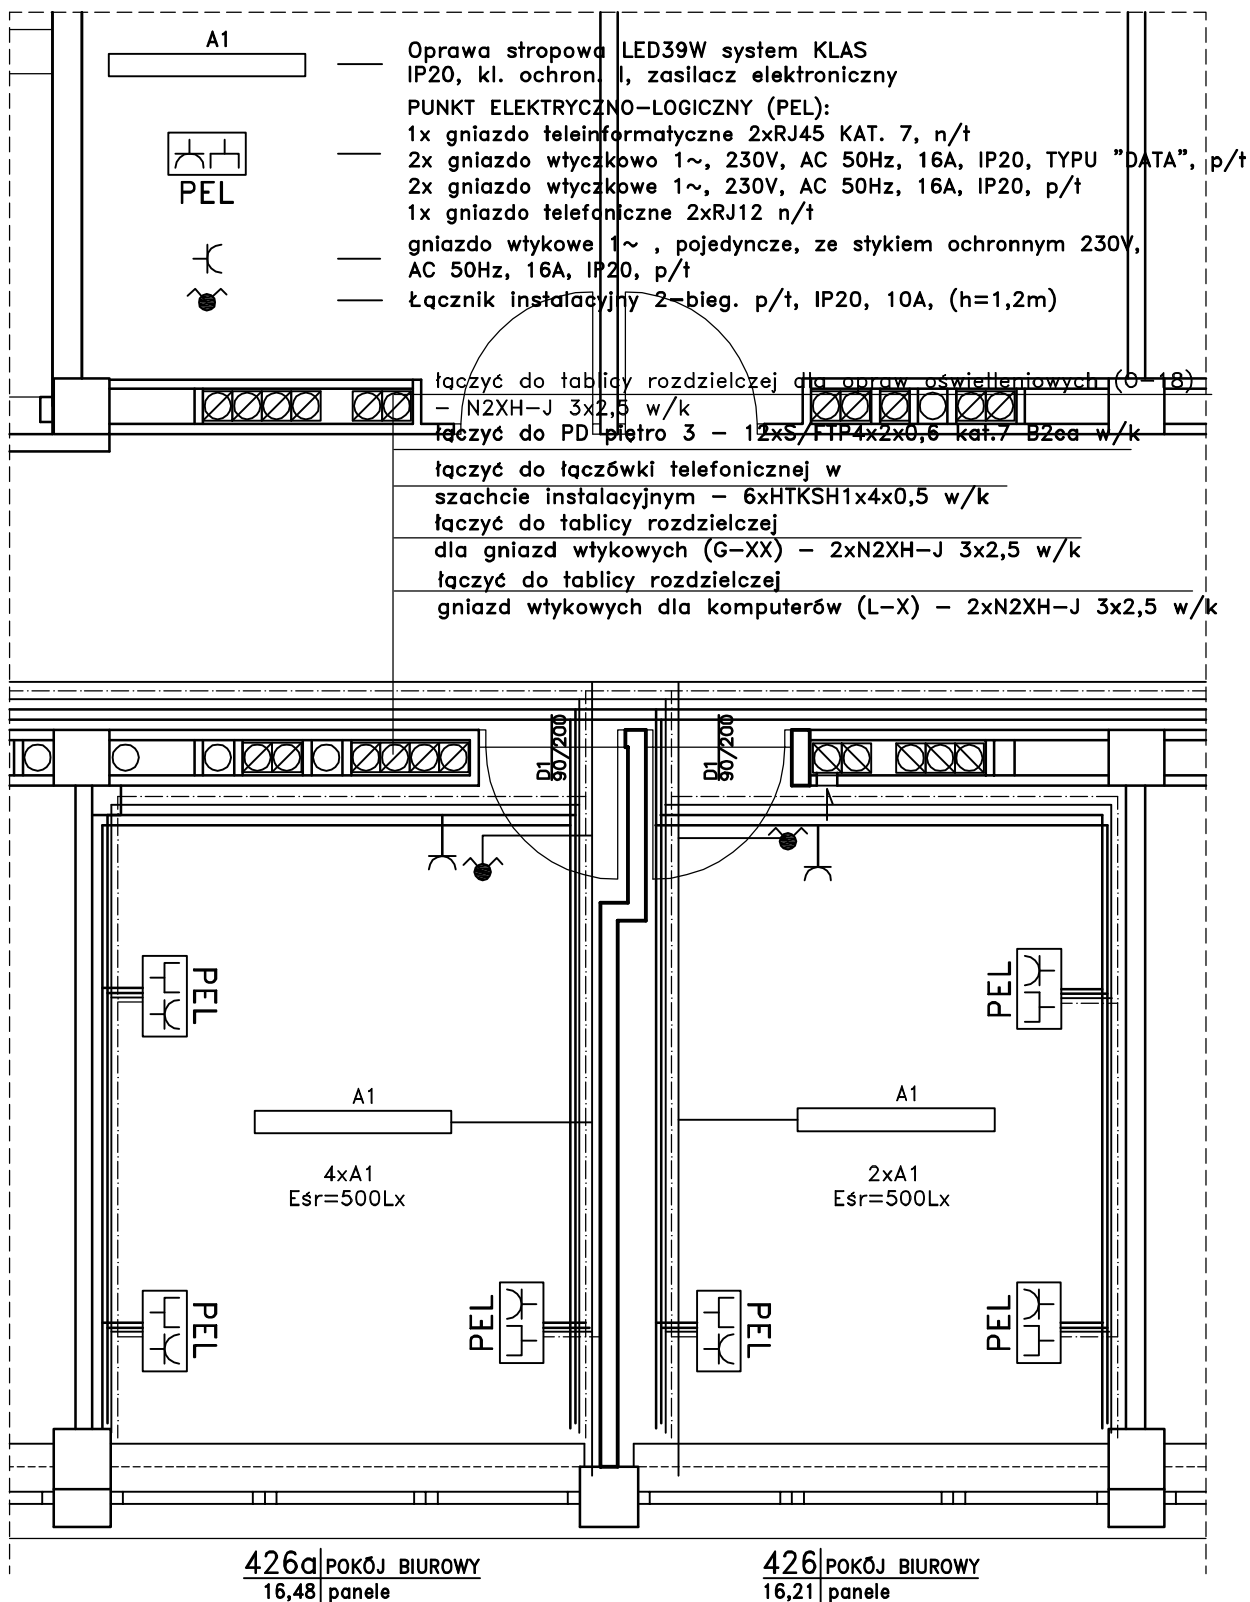 A1
Oprawa stropowa LED39W system KLAS
IP20, kl. ochron. I, zasilacz elektroniczny
PUNKT ELEKTRYCZNO-LOGICZNY (PEL):
1x gniazdo teleinformatyczne 2xRJ45 KAT. 7, n/t
2x gniazdo wtyczkowo 1~, 230V, AC 50Hz, 16A, IP20, TYPU "DATA", p/t
2x gniazdo wtyczkowe 1~, 230V, AC 50Hz, 16A, IP20, p/t
1x gniazdo telefoniczne 2xRJ12 n/t
PEL
gniazdo wtykowe 1~ , pojedyncze, ze stykiem ochronnym 230V,
AC 50Hz, 16A, IP20, p/t
Łącznik instalacyjny 2-bieg. p/t, IP20, 10A, (h=1,2m)
łączyć do tablicy rozdzielczej dla opraw oświetleniowych (O-18)
- N2XH-J 3x2,5 w/k
łączyć do PD piętro 3 - 12xS/FTP4x2x0,6 kat.7 B2ca w/k
łączyć do łączówki telefonicznej w
szachcie instalacyjnym - 6xHTKSH1x4x0,5 w/k
łączyć do tablicy rozdzielczej
dla gniazd wtykowych (G-XX) - 2xN2XH-J 3x2,5 w/k
łączyć do tablicy rozdzielczej
gniazd wtykowych dla komputerów (L-X) - 2xN2XH-J 3x2,5 w/k
D1
90/200
D1
90/200
PEL
PEL
A1
A1
4xA1
Eśr=500Lx
2xA1
Eśr=500Lx
PEL
PEL
PEL
PEL
426a POKÓJ BIUROWY
16,48 panele
426 POKÓJ BIUROWY
16,21 panele